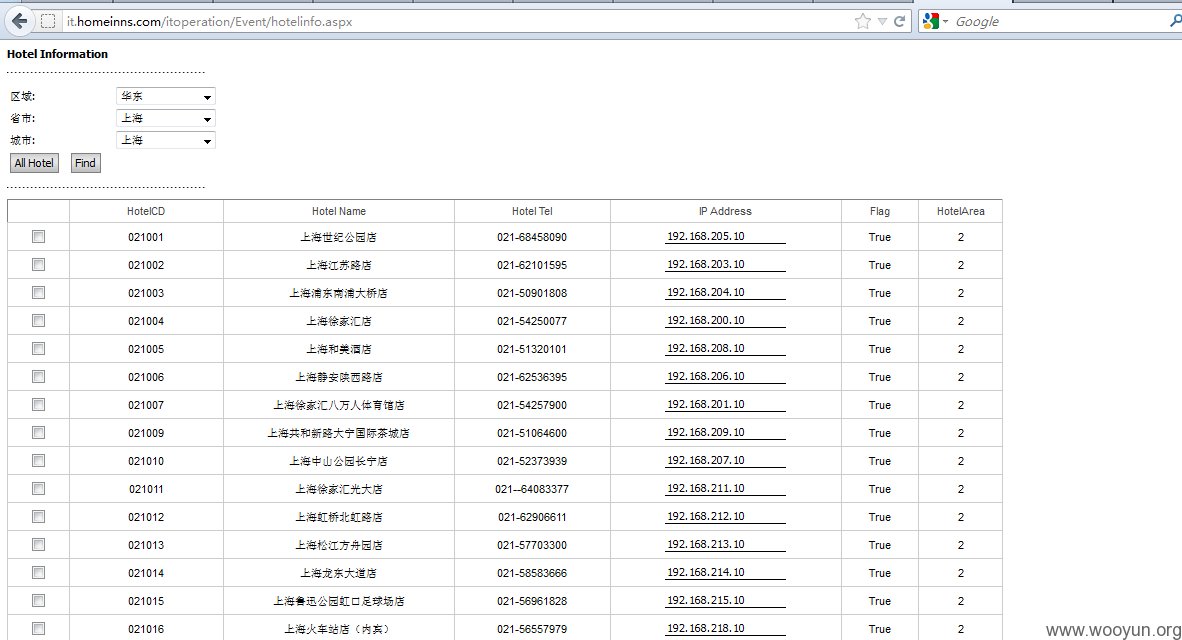 it.homeinns.com/itoperation/Event/hotelinfo.aspx Google
Hotel Information
区域: 华东
省市: 上海
城市: 上海
All Hotel Find
HotelCD Hotel Name Hotel Tel IP Address Flag HotelArea
021001 上海世纪公园店 021-68458090 192.168.205.10 True 2
021002 上海江苏路店 021-62101595 192.168.203.10 True 2
021003 上海浦东南浦大桥店 021-50901808 192.168.204.10 True 2
021004 上海徐家汇店 021-54250077 192.168.200.10 True 2
021005 上海和美酒店 021-51320101 192.168.208.10 True 2
021006 上海静安陕西路店 021-62536395 192.168.206.10 True 2
021007 上海徐家汇八万人体育馆店 021-54257900 192.168.201.10 True 2
021009 上海共和新路大宁国际茶城店 021-51064600 192.168.209.10 True 2
021010 上海中山公园长宁店 021-52373939 192.168.207.10 True 2
021011 上海徐家汇光大店 021--64083377 192.168.211.10 True 2
021012 上海虹桥北虹路店 021-62906611 192.168.212.10 True 2
021013 上海松江方舟园店 021-57703300 192.168.213.10 True 2
021014 上海龙东大道店 021-58583666 192.168.214.10 True 2
021015 上海鲁迅公园虹口足球场店 021-56961828 192.168.215.10 True 2
021016 上海火车站店（内宾） 021-56557979 192.168.218.10 True 2
www.wooyun.org